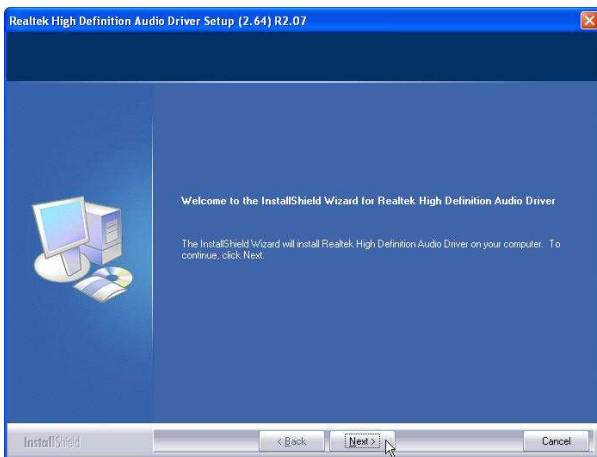 Realtek High Definition Audio Driver Setup (2.64) R2.07
Welcome to the InstallShield Wizard for Realtek High Definition Audio Driver
The InstallShield Wizard will install Realtek High Definition Audio Driver on your computer. To
continue, click Next.
InstallShield
< Back
Next >
Cancel